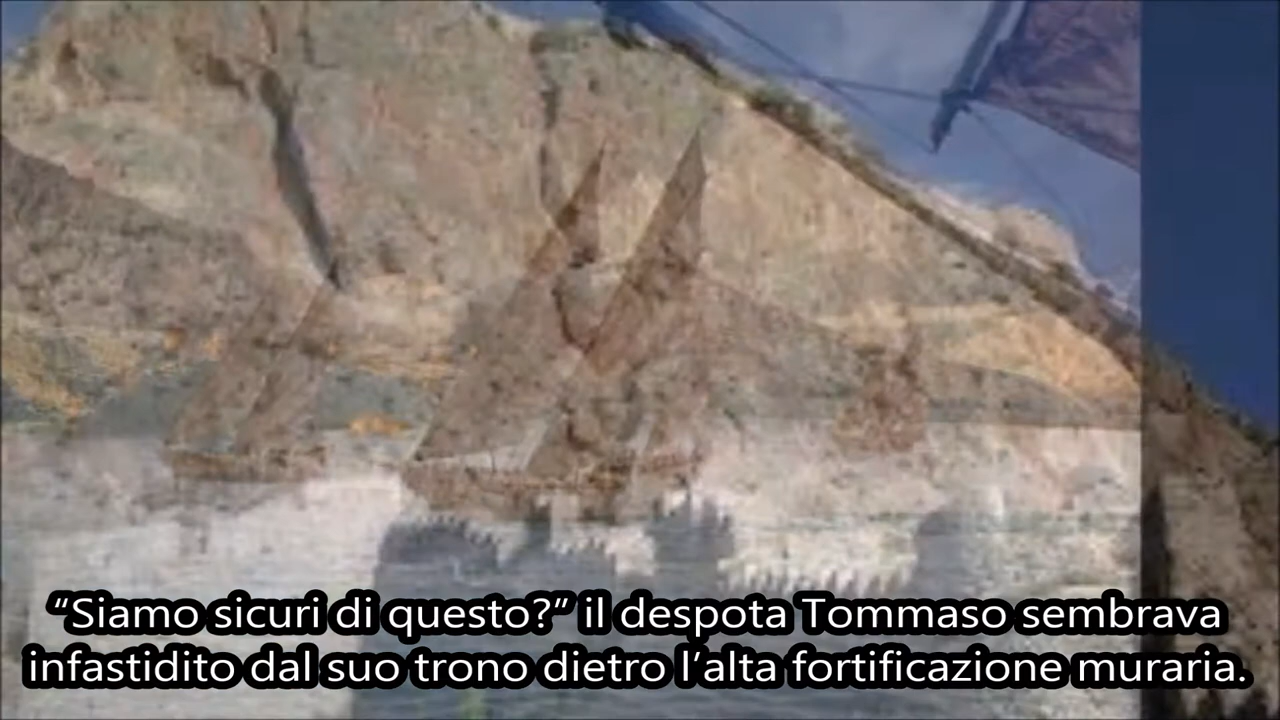 “Siamo sicuri di questo?” il despota Tommaso sembrava
infastidito dal suo trono dietro l’alta fortificazione muraria.